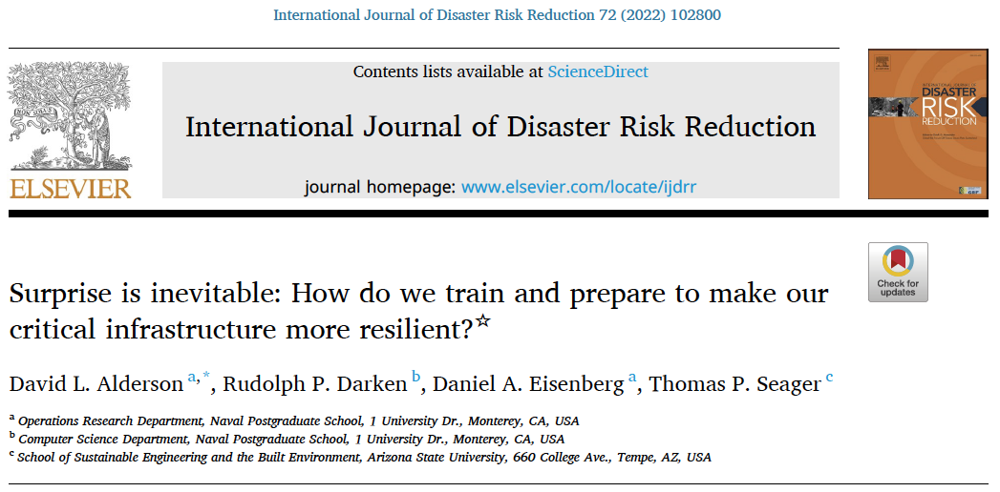 International Journal of Disaster Risk Reduction 72 (2022) 102800
Contents lists available at ScienceDirect
International Journal of Disaster Risk Reduction
journal homepage: www.elsevier.com/locate/ijdrr
NON SOLUS
ELSEVIER
INTERNATIONAL JOURNAL OF
DISASTER
RISK
REDUCTION
Check for
updates
Surprise is inevitable: How do we train and prepare to make our
critical infrastructure more resilient?☆
David L. Alderson a,*, Rudolph P. Darken b, Daniel A. Eisenberg a, Thomas P. Seager c
a Operations Research Department, Naval Postgraduate School, 1 University Dr., Monterey, CA, USA
b Computer Science Department, Naval Postgraduate School, 1 University Dr., Monterey, CA, USA
c School of Sustainable Engineering and the Built Environment, Arizona State University, 660 College Ave., Tempe, AZ, USA